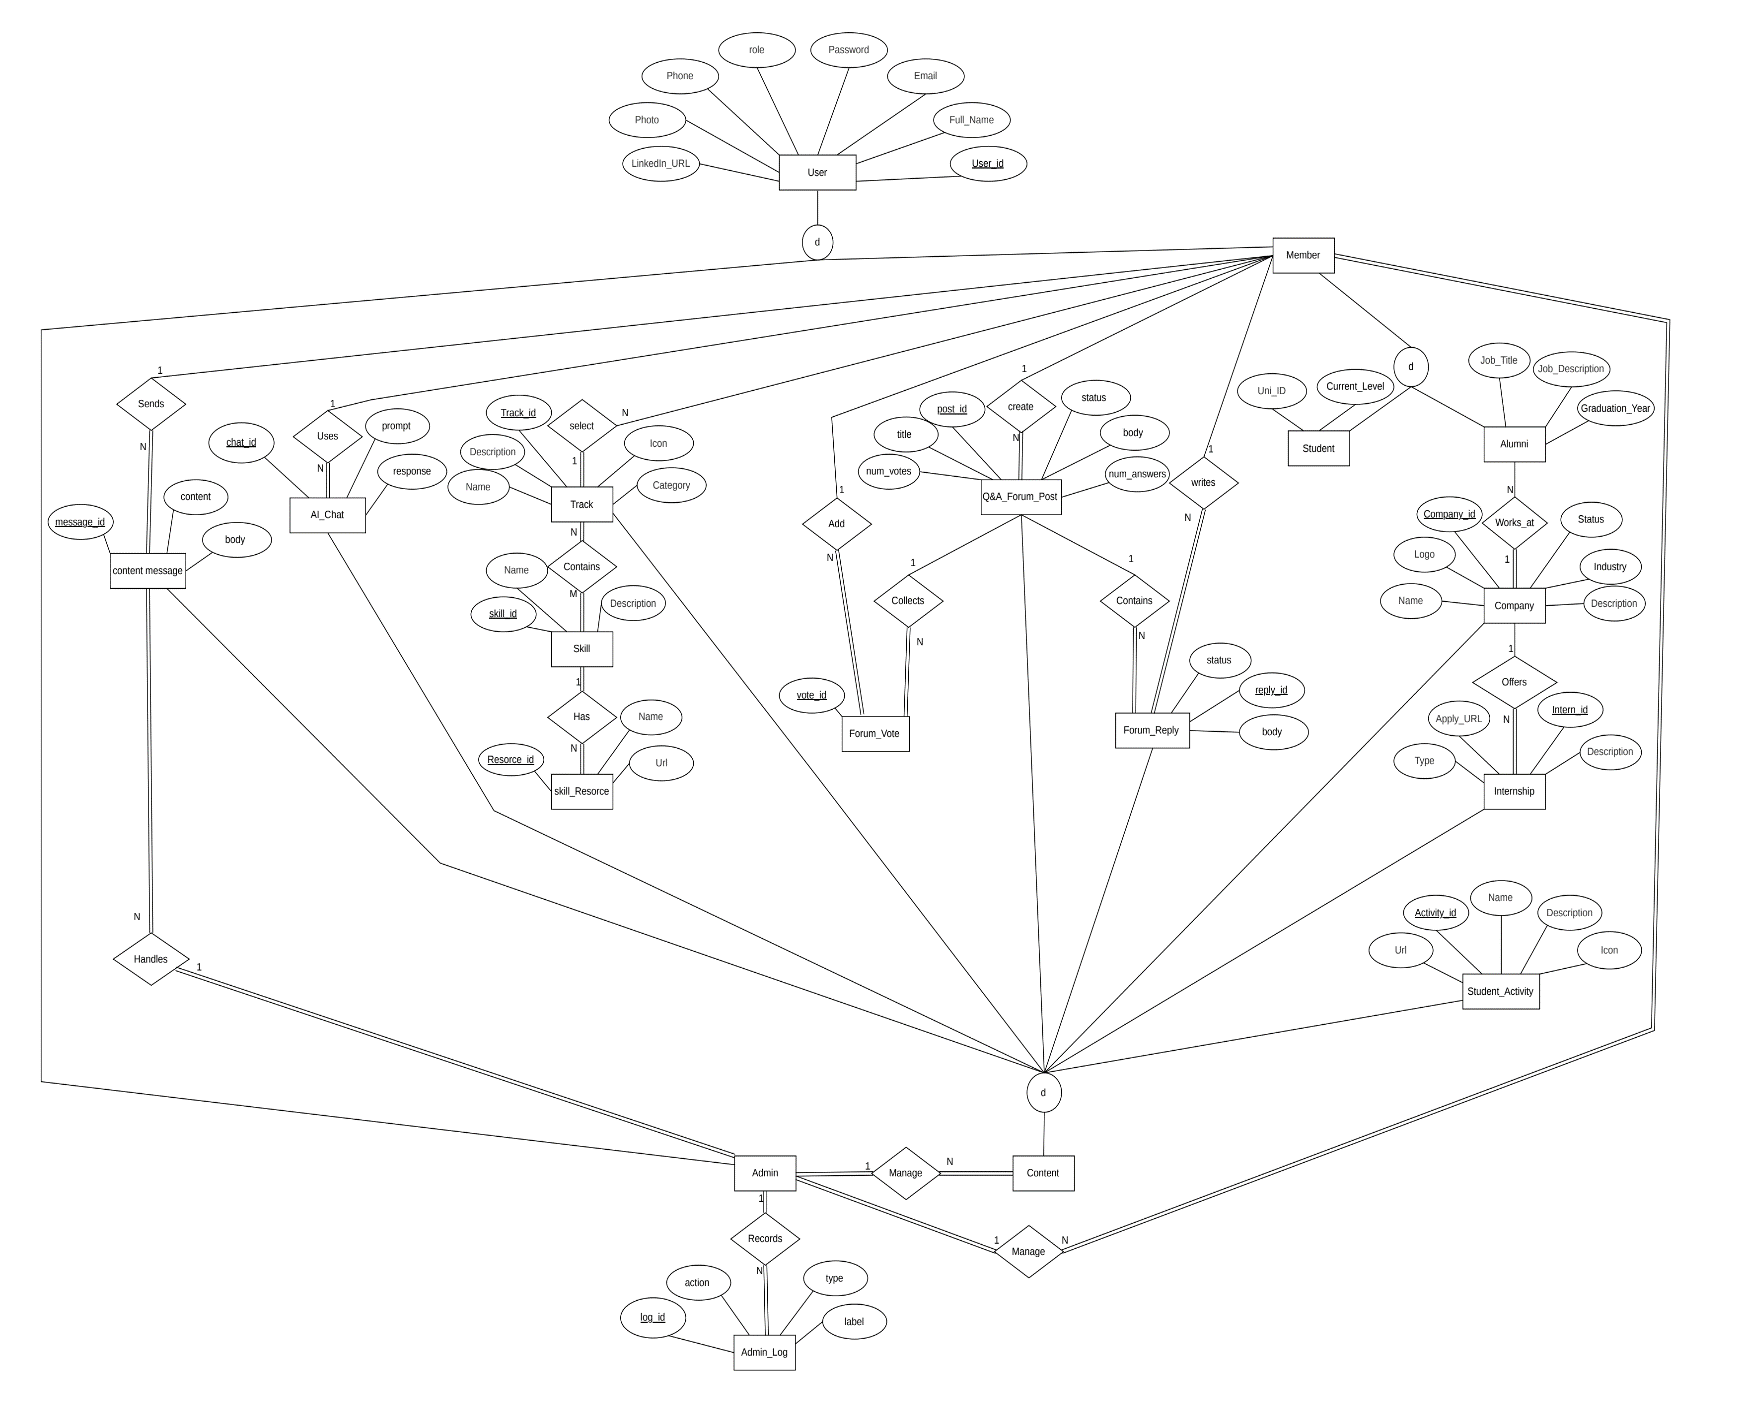 role
Password
Phone
Email
Photo
Full_Name
LinkedIn_URL
User_id
User
d
Member
1
Sends
N
1
Uses
N
chat_id
prompt
response
AI_Chat
message_id
content
body
content message
Track_id
select
N
1
Description
Icon
Name
Category
Track
N
Contains
M
Name
skill_id
Description
Skill
1
Has
N
Name
Resorce_id
Url
skill_Resorce
1
Add
N
1
create
N
post_id
status
title
body
num_votes
num_answers
Q&A_Forum_Post
1
Collects
N
1
Contains
N
vote_id
Forum_Vote
1
writes
N
status
reply_id
body
Forum_Reply
d
Uni_ID
Current_Level
Student
Job_Title
Job_Description
Graduation_Year
Alumni
N
Works_at
1
Company_id
Status
Logo
Industry
Name
Description
Company
1
Offers
N
Intern_id
Apply_URL
Description
Type
Internship
Name
Activity_id
Description
Url
Icon
Student_Activity
N
Handles
1
d
Admin
1
Manage
N
Content
1
Records
N
1
Manage
N
action
type
log_id
label
Admin_Log